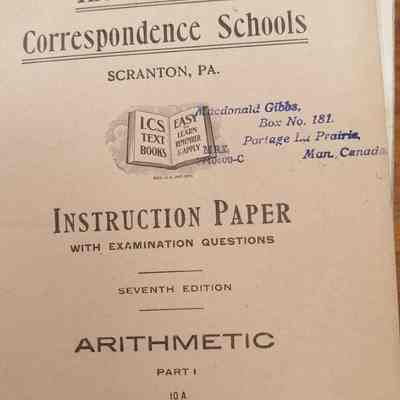 Correspondence Schools
SCRANTON, PA.
I.C.S. TEXT BOOKS
EASY TO LEARN REMEMBER & APPLY
Macdonald Gibbs,
Box No. 181.
Portage La Prairie,
Man. Canada
INSTRUCTION PAPER
WITH EXAMINATION QUESTIONS
SEVENTH EDITION
ARITHMETIC
PART 1
10 A